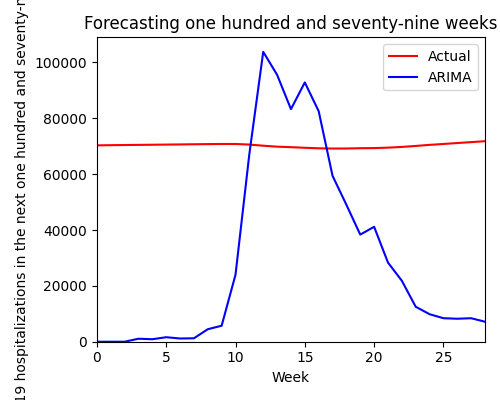 Forecasting one hundred and seventy-nine weeks
19 hospitalizations in the next one hundred and seventy-n
100000
80000
60000
40000
20000
0
Actual
ARIMA
0 5 10 15 20 25
Week